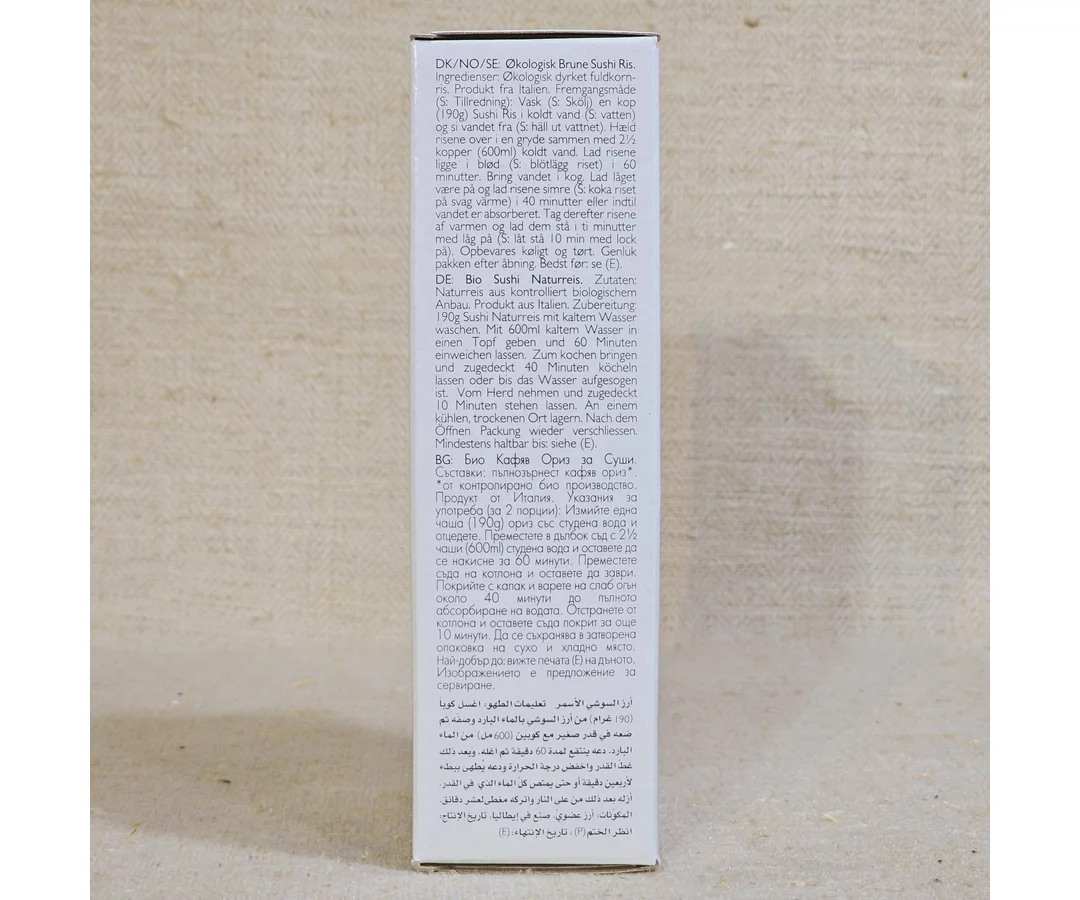 DK/NO/SE: Økologisk Brune Sushi Ris.
Ingredienser: Økologisk dyrket fuldkorn-
ris. Produkt fra Italien. Fremgangsmåde
(S: Tillredning): Vask (S: Skölj) en kop
(190g) Sushi Ris i koldt vand (S: vatten)
og si vandet fra (S: häll ut vattnet). Hæld
risene over i en gryde sammen med 2½
kopper (600ml) koldt vand. Lad risene
ligge i blød (S: blötlägg riset) i 60
minutter. Bring vandet i kog. Lad låget
være på og lad risene simre (S: koka riset
på svag värme) i 40 minutter eller indtil
vandet er absorberet. Tag derefter risene
af varmen og lad dem stå i ti minutter
med låg på (S: låt stå 10 min med lock
på). Opbevares køligt og tørt. Genluk
pakken efter åbning. Bedst før: se (E).
DE: Bio Sushi Naturreis. Zutaten:
Naturreis aus kontrolliert biologischem
Anbau. Produkt aus Italien. Zubereitung:
190g Sushi Naturreis mit kaltem Wasser
waschen. Mit 600ml kaltem Wasser in
einen Topf geben und 60 Minuten
einweichen lassen. Zum kochen bringen
und zugedeckt 40 Minuten köcheln
lassen oder bis das Wasser aufgesogen
ist. Vom Herd nehmen und zugedeckt
10 Minuten stehen lassen. An einem
kühlen, trockenen Ort lagern. Nach dem
Öffnen Packung wieder verschliessen.
Mindestens haltbar bis: siehe (E).
BG: Био Кафяв Ориз за Суши.
Съставки: пълнозърнест кафяв ориз*.
*от контролирано био производство.
Продукт от Италия. Указания за
употреба (за 2 порции): Измийте една
чаша (190g) ориз със студена вода и
отцедете. Преместете в дълбок съд с 2½
чаши (600ml) студена вода и оставете да
се накисне за 60 минути. Преместете
съда на котлона и оставете да заври.
Покрийте с капак и варете на слаб огън
около 40 минути до пълното
абсорбиране на водата. Отстранете от
котлона и оставете съда покрит за още
10 минути. Да се съхранява в затворена
опаковка на сухо и хладно място.
Най-добър до: вижте печата (E) на дъното.
Изображението е предложение за
сервиране.
أرز السوشي الأسمر تعليمات الطهو: اغسل كوباً
(190 غرام) من أرز السوشي بالماء البارد وصفه ثم
ضعه في قدر صغير مع كوبين (600 مل) من الماء
البارد. دعه ينتقع لمدة 60 دقيقة ثم اغله. وبعد ذلك
غط القدر واخفض درجة الحرارة ودعه يُطهى ببطء
لأربعين دقيقة أو حتى يمتص كلّ الماء الذي في القدر.
أزله بعد ذلك من على النار واتركه مغطى لعشر دقائق.
المكونات: أرز عضوي. صنع في إيطاليا. تاريخ الإنتاج:
انظر الختم (P)، تاريخ الإنتهاء: (E)